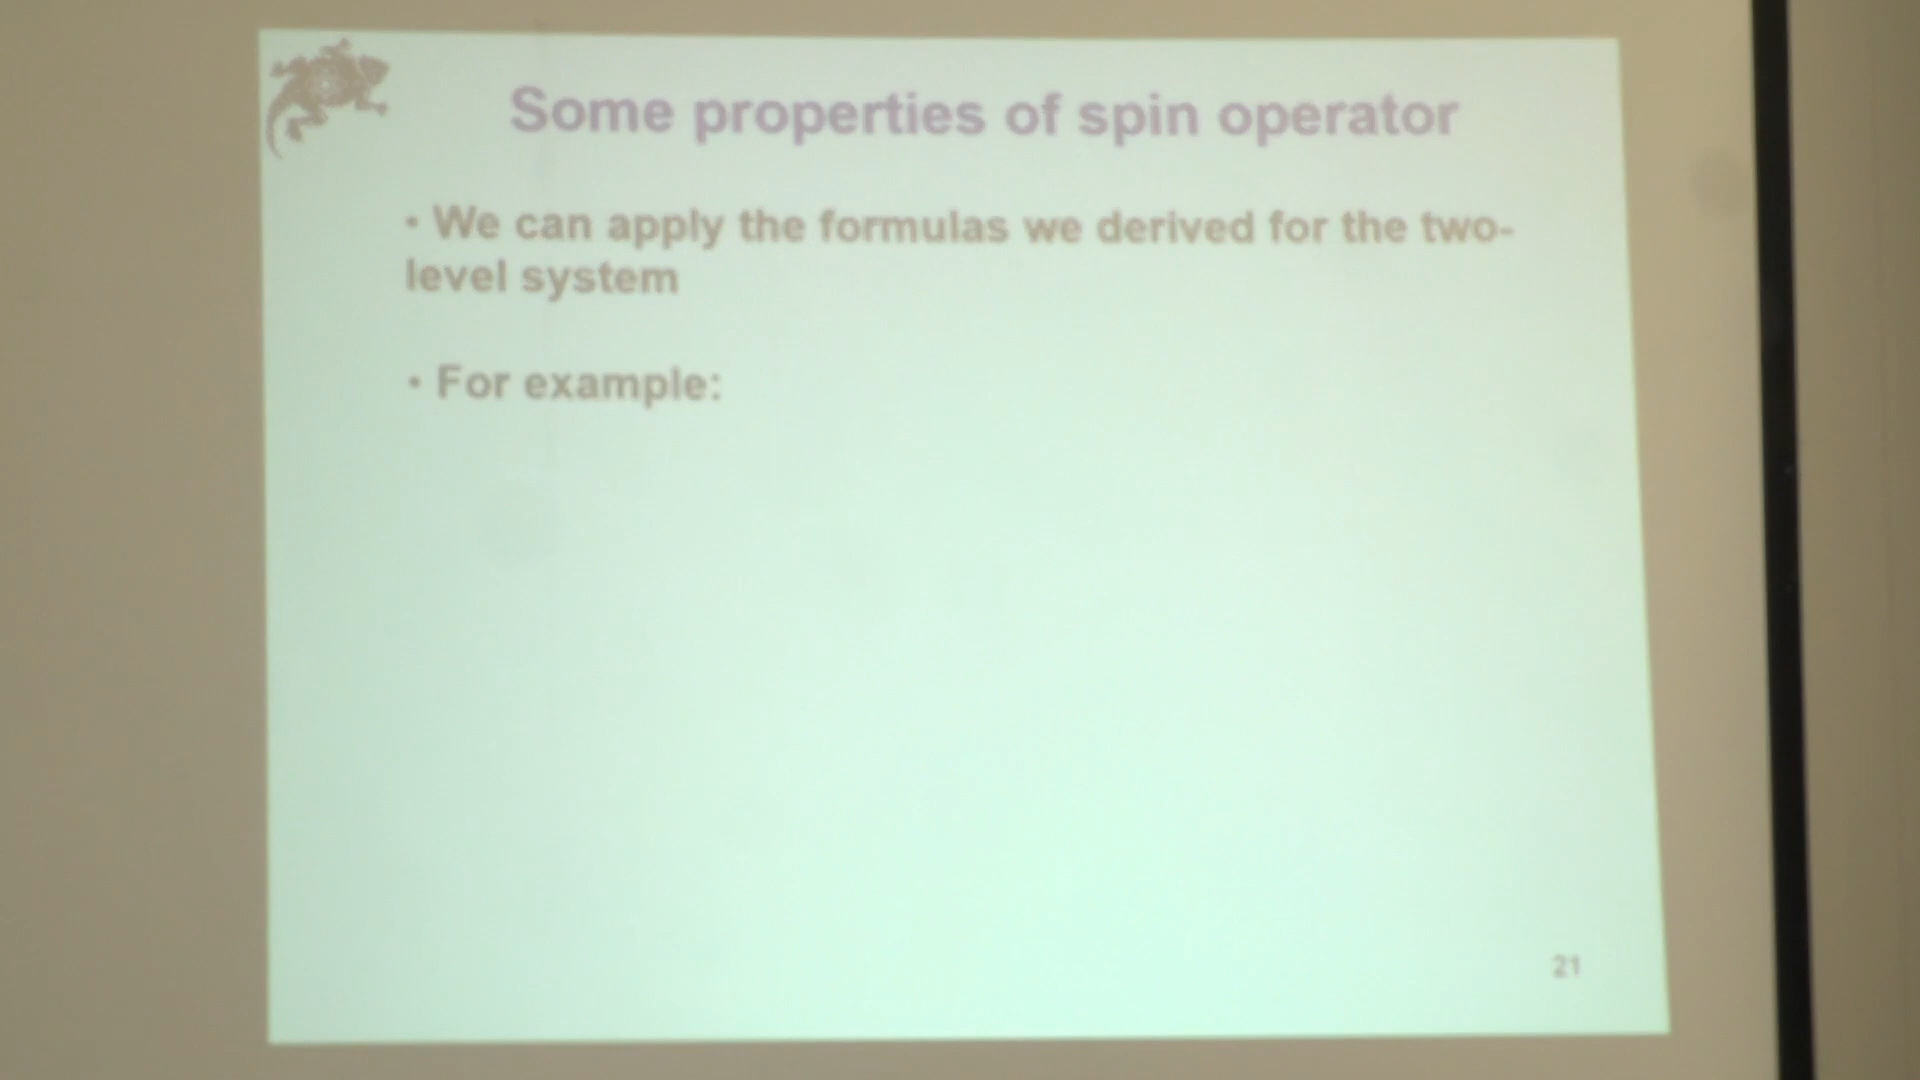 Some properties of spin operator
• We can apply the formulas we derived for the two-
level system
• For example:
21